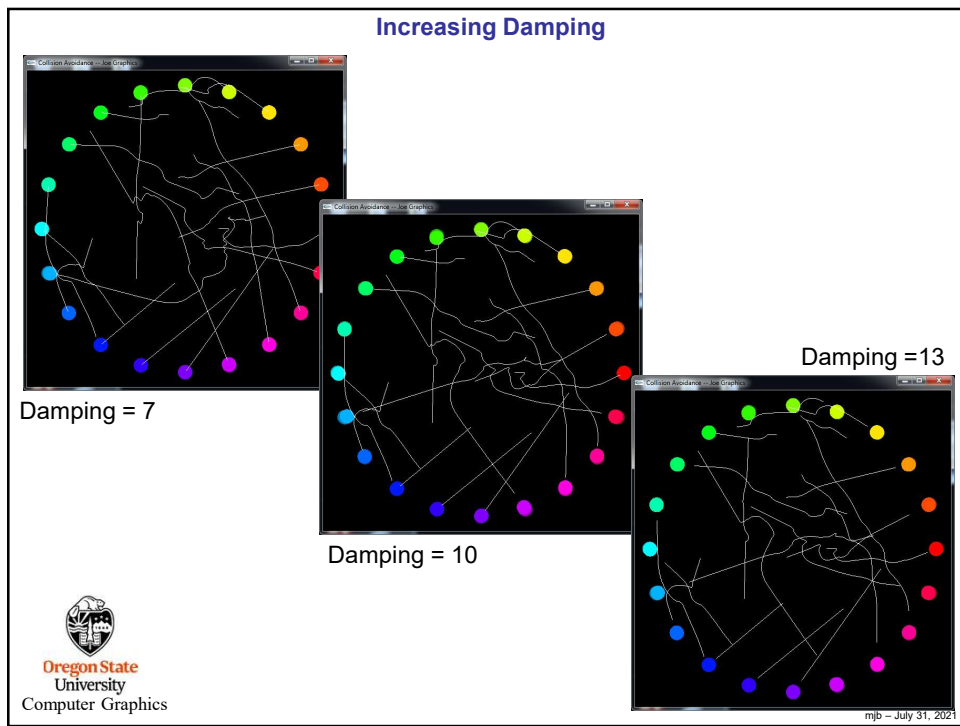 Increasing Damping
Collision Avoidance -- Joe Graphics
Collision Avoidance -- Joe Graphics
Damping =13
Collision Avoidance -- Joe Graphics
Damping = 7
Damping = 10
Oregon State
University
Computer Graphics
mjb – July 31, 2021